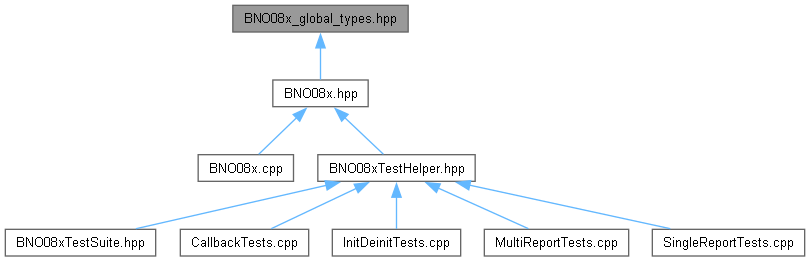 BNO08x_global_types.hpp
BNO08x.hpp
BNO08x.cpp
BNO08xTestHelper.hpp
BNO08xTestSuite.hpp
CallbackTests.cpp
InitDeinitTests.cpp
MultiReportTests.cpp
SingleReportTests.cpp